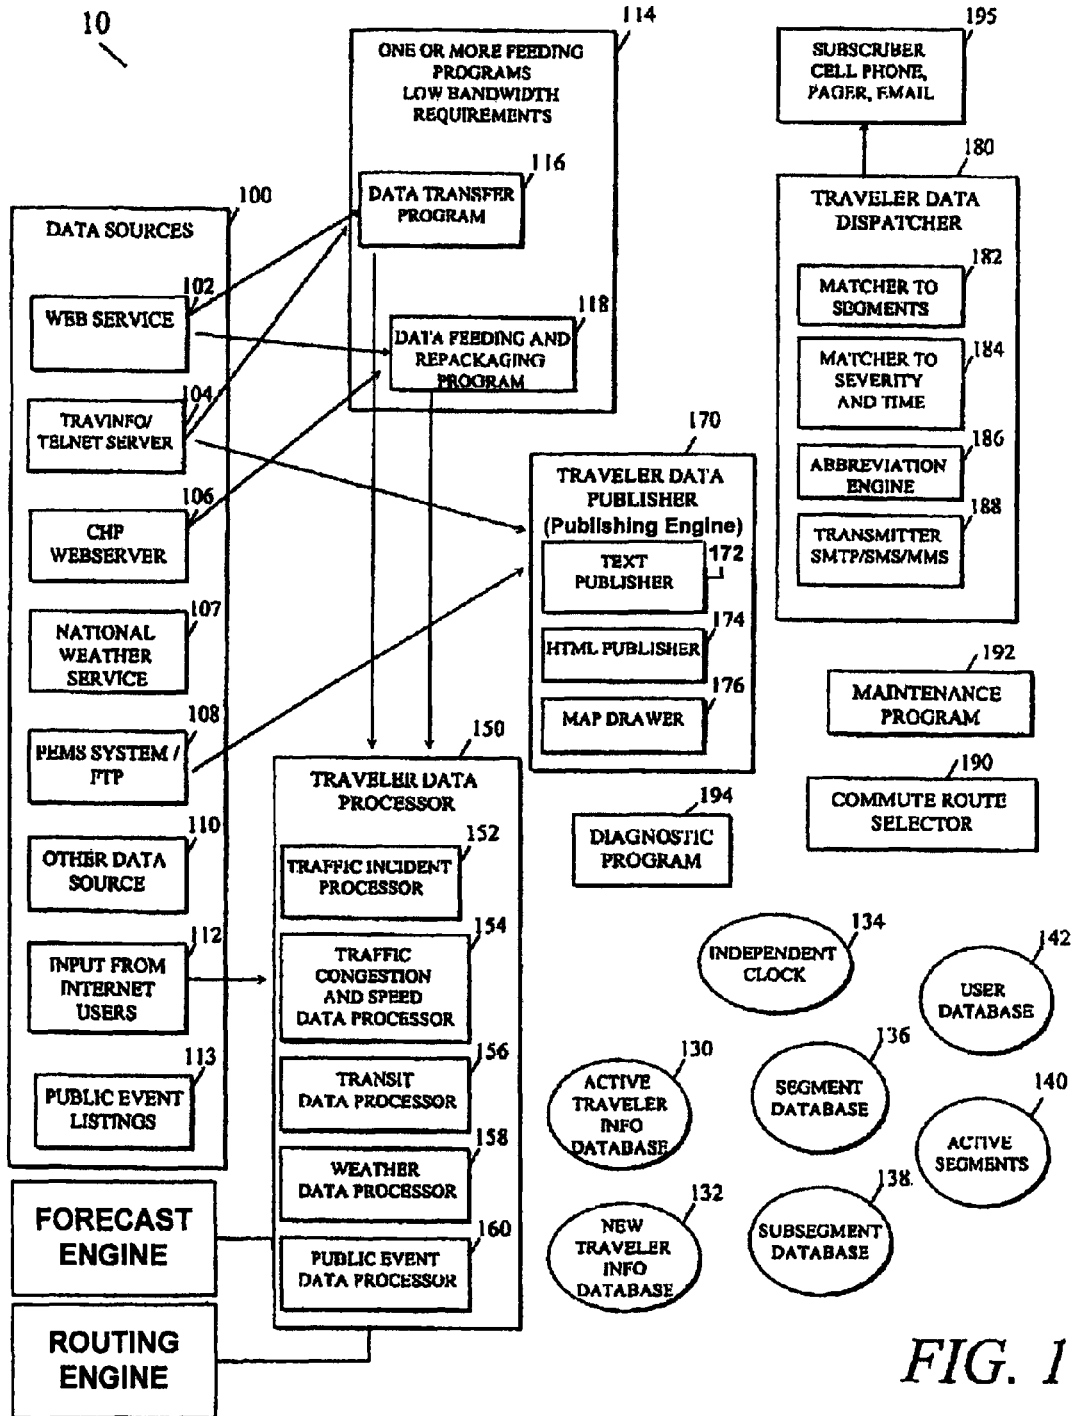 10
114
ONE OR MORE FEEDING
PROGRAMS
LOW BANDWIDTH
REQUIREMENTS
116
DATA TRANSFER
PROGRAM
118
DATA FEEDING AND
REPACKAGING
PROGRAM
195
SUBSCRIBER
CELL PHONE,
PAGER, EMAIL
180
TRAVELER DATA
DISPATCHER
182
MATCHER TO
SEGMENTS
184
MATCHER TO
SEVERITY
AND TIME
186
ABBREVIATION
ENGINE
188
TRANSMITTER
SMTP/SMS/MMS
100
DATA SOURCES
102
WEB SERVICE
104
TRAVINFO/
TELNET SERVER
106
CHP
WEBSERVER
107
NATIONAL
WEATHER
SERVICE
108
PEMS SYSTEM /
FTP
110
OTHER DATA
SOURCE
112
INPUT FROM
INTERNET
USERS
113
PUBLIC EVENT
LISTINGS
170
TRAVELER DATA
PUBLISHER
(Publishing Engine)
TEXT
PUBLISHER
172
174
HTML PUBLISHER
176
MAP DRAWER
192
MAINTENANCE
PROGRAM
190
COMMUTE ROUTE
SELECTOR
194
DIAGNOSTIC
PROGRAM
150
TRAVELER DATA
PROCESSOR
152
TRAFFIC INCIDENT
PROCESSOR
154
TRAFFIC
CONGESTION
AND SPEED
DATA PROCESSOR
156
TRANSIT
DATA PROCESSOR
158
WEATHER
DATA PROCESSOR
160
PUBLIC EVENT
DATA PROCESSOR
134
INDEPENDENT
CLOCK
142
USER
DATABASE
130
ACTIVE
TRAVELER
INFO
DATABASE
136
SEGMENT
DATABASE
140
ACTIVE
SEGMENTS
132
NEW
TRAVELER
INFO
DATABASE
138
SUBSEGMENT
DATABASE
FORECAST
ENGINE
ROUTING
ENGINE
FIG. 1